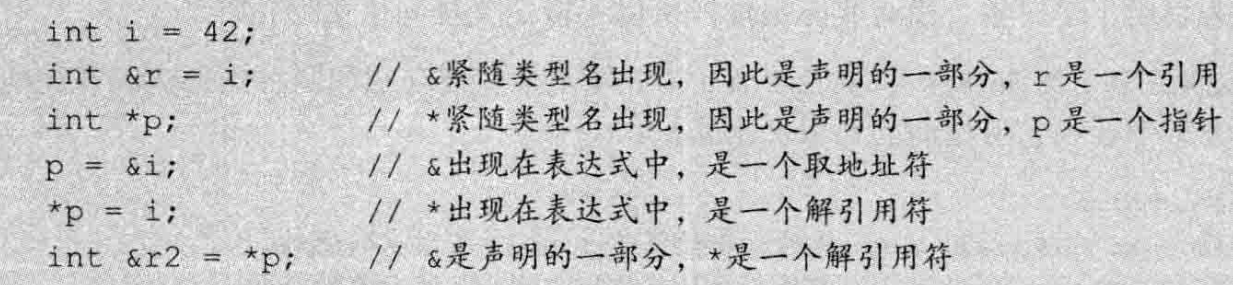 int i = 42;
int &r = i;        // &紧随类型名出现，因此是声明的一部分，r 是一个引用
int *p;            // *紧随类型名出现，因此是声明的一部分，p 是一个指针
p = &i;            // &出现在表达式中，是一个取地址符
*p = i;            // *出现在表达式中，是一个解引用符
int &r2 = *p;      // &是声明的一部分，*是一个解引用符